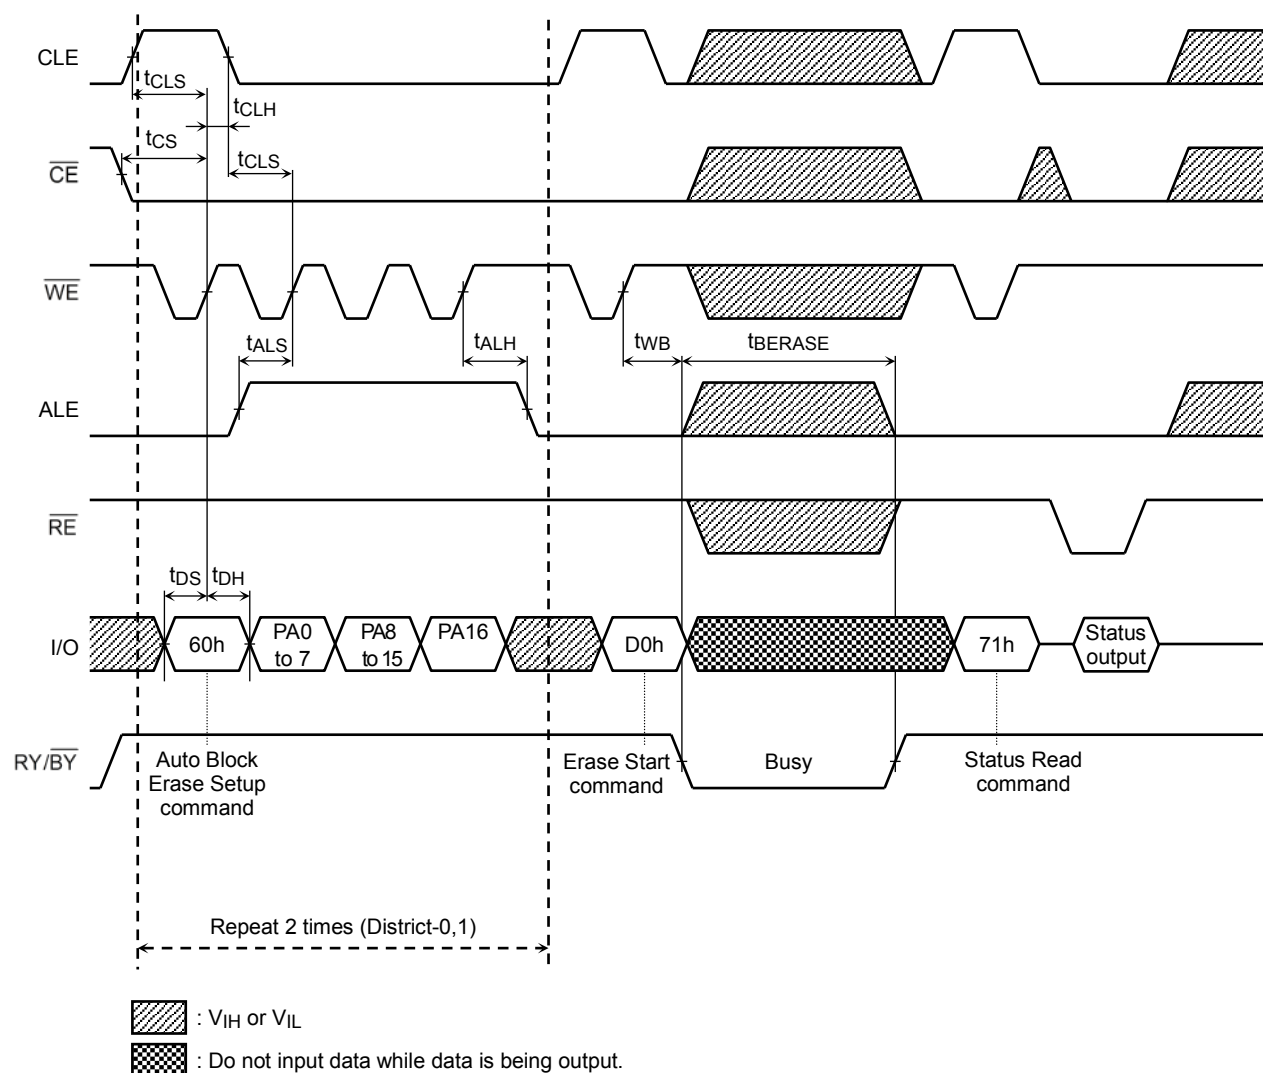 CLE
tCLS
tCLH
tCS
tCLS
CE
WE
tALS
tALH
tWB
tBERASE
ALE
RE
tDS
tDH
I/O
60h
PA0
to 7
PA8
to 15
PA16
D0h
71h
Status
output
RY/BY
Auto Block
Erase Setup
command
Erase Start
command
Busy
Status Read
command
Repeat 2 times (District-0,1)
: VIH or VIL
: Do not input data while data is being output.